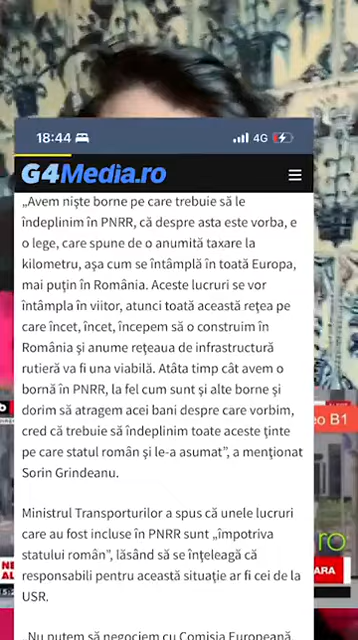 18:44
4G
G4Media.ro
„Avem niște borne pe care trebuie să le
îndeplinim în PNRR, că despre asta este vorba, e
o lege, care spune de o anumită taxare la
kilometru, așa cum se întâmplă în toată Europa,
mai puțin în România. Aceste lucruri se vor
întâmpla în viitor, atunci toată această rețea pe
care încet, încet, începem să o construim în
România și anume rețeaua de infrastructură
rutieră va fi una viabilă. Atâta timp cât avem o
bornă în PNRR, la fel cum sunt și alte borne și
dorim să atragem acei bani despre care vorbim,
cred că trebuie să îndeplinim toate aceste ținte
pe care statul român și le-a asumat”, a menționat
Sorin Grindeanu.
Ministrul Transporturilor a spus că unele lucruri
care au fost incluse în PNRR sunt „împotriva
statului român”, lăsând să se înțeleagă că
responsabili pentru această situație ar fi cei de la
USR.
„Nu putem să negociem cu Comisia Europeană
eo B1
ro
ARA
NE
AL